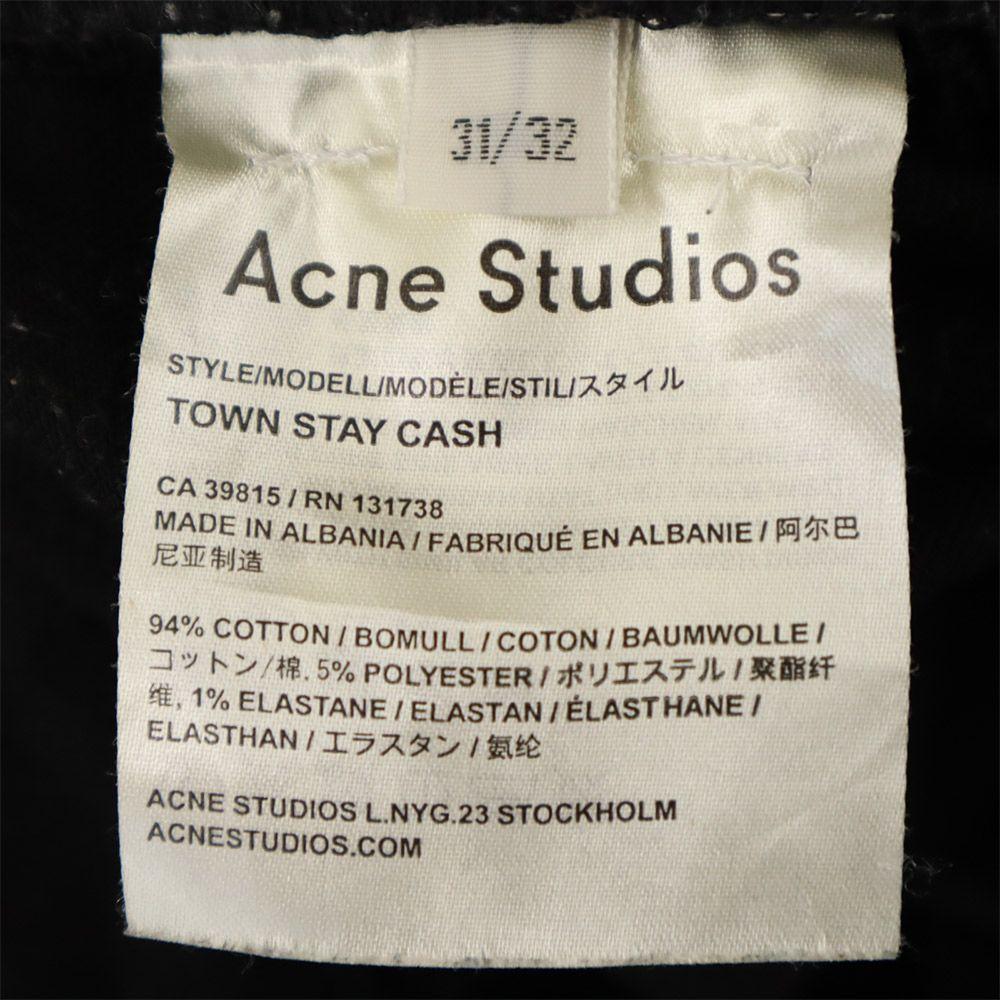 31/32
Acne Studios
STYLE/MODELL/MODÈLE/STIL/スタイル
TOWN STAY CASH
CA 39815 / RN 131738
MADE IN ALBANIA / FABRIQUÉ EN ALBANIE / 阿尔巴
尼亚制造
94% COTTON / BOMULL / COTON / BAUMWOLLE /
コットン/棉, 5% POLYESTER / ポリエステル / 聚酯纤
维, 1% ELASTANE / ELASTAN / ÉLASTHANE /
ELASTHAN / エラスタン / 氨纶
ACNE STUDIOS L.NYG.23 STOCKHOLM
ACNESTUDIOS.COM